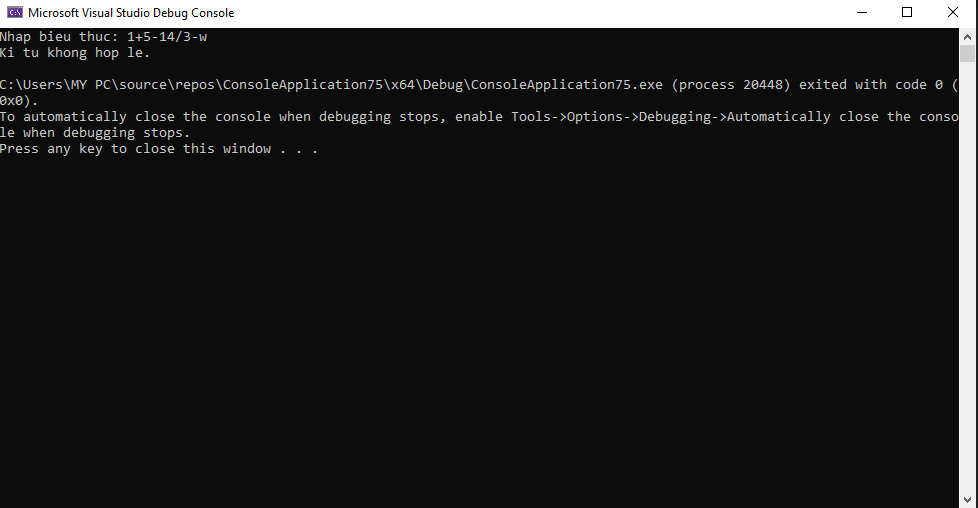 Microsoft Visual Studio Debug Console
Nhap bieu thuc: 1+5-14/3-w
Ki tu khong hop le.
C:\Users\MY PC\source\repos\ConsoleApplication75\x64\Debug\ConsoleApplication75.exe (process 20448) exited with code 0 (
0x0).
To automatically close the console when debugging stops, enable Tools->Options->Debugging->Automatically close the conso
le when debugging stops.
Press any key to close this window . . .